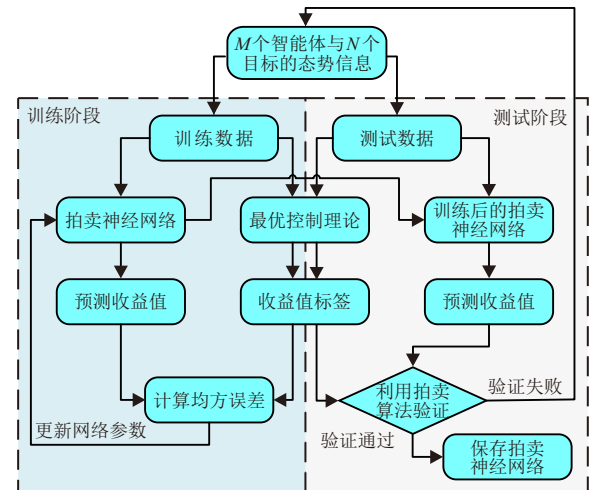 M个智能体与N个
目标的态势信息
训练阶段
测试阶段
训练数据
测试数据
拍卖神经网络
最优控制理论
训练后的拍卖
神经网络
预测收益值
收益值标签
预测收益值
计算均方误差
利用拍卖
算法验证
验证失败
更新网络参数
验证通过
保存拍卖
神经网络